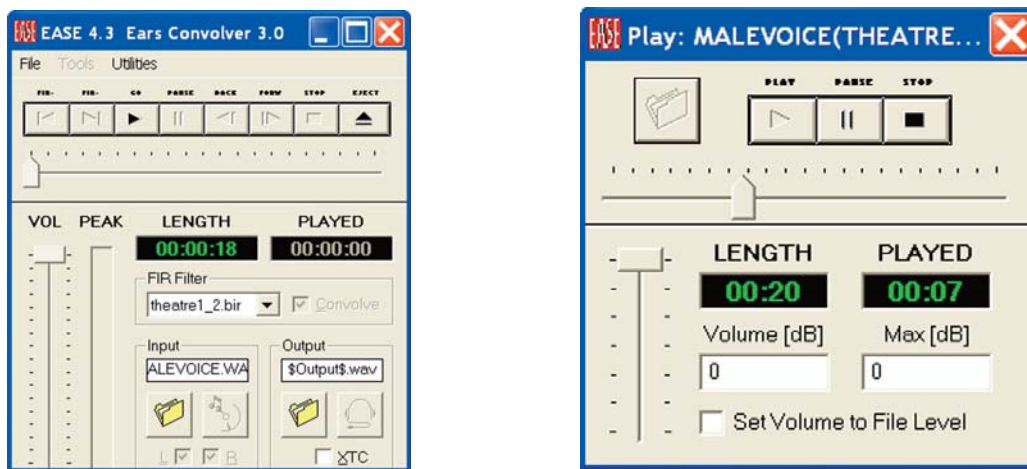 EASE EASE 4.3 Ears Convolver 3.0
File Tools Utilities
FIR- FIR- GO PAUSE BACK FORW STOP EJECT
VOL PEAK LENGTH PLAYED
00:00:18 00:00:00
FIR Filter
theatre1_2.bir Convolve
Input Output
ALEVOICE.WA $Output$.wav
L R
XTC
EASE Play: MALEVOICE(THEATRE...
PLAY PAUSE STOP
LENGTH PLAYED
00:20 00:07
Volume [dB] Max [dB]
0 0
Set Volume to File Level